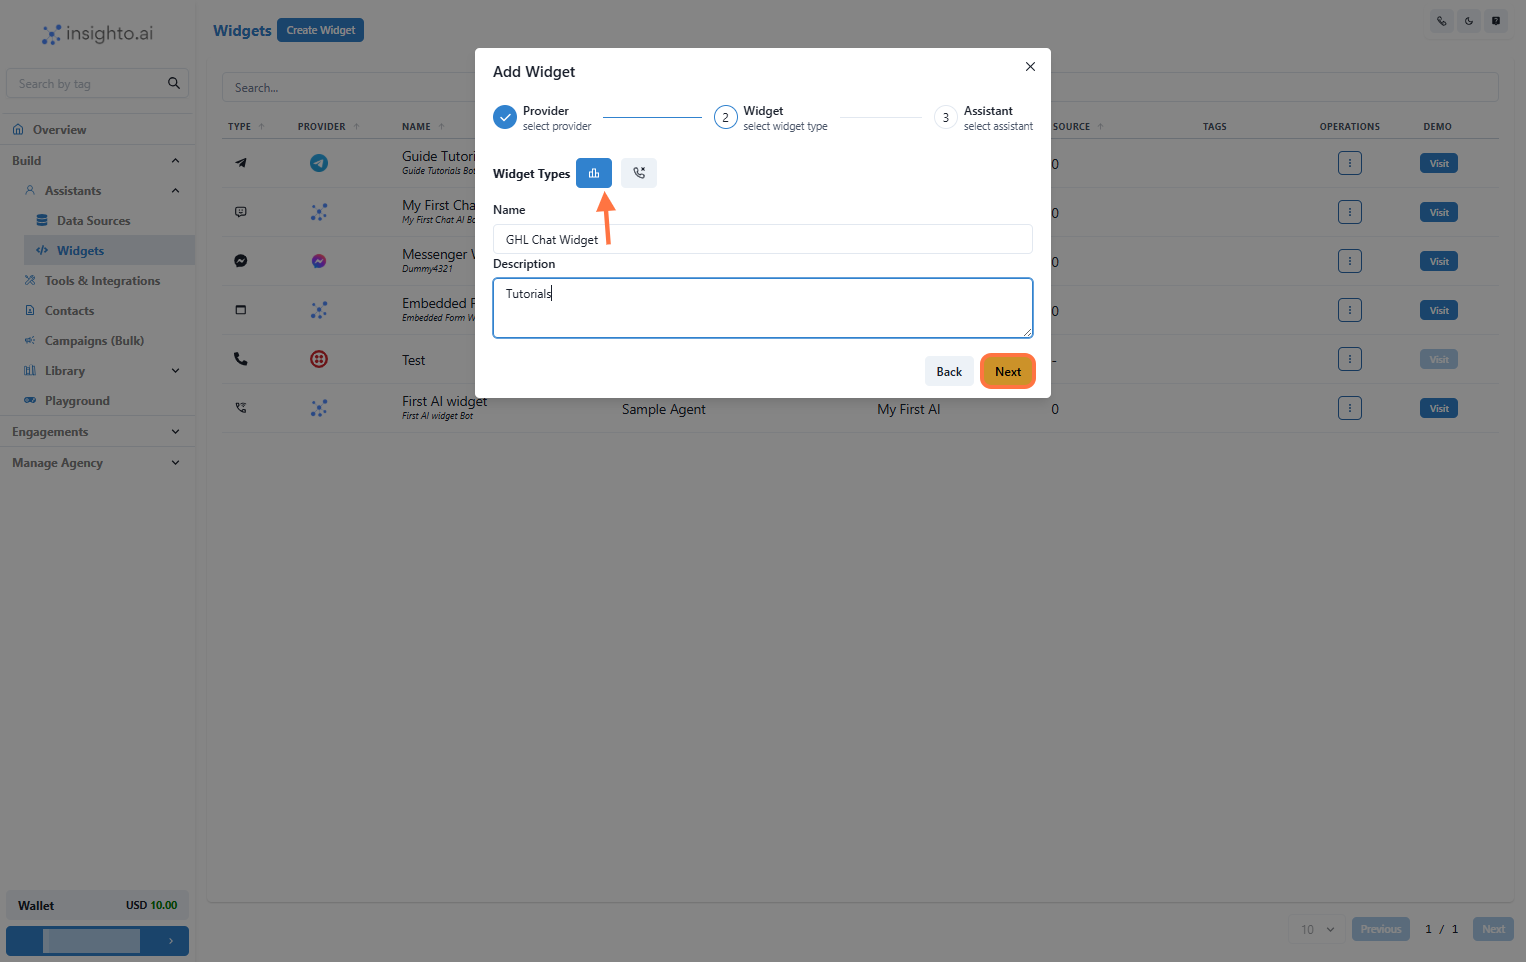 insighto.ai
Search by tag
Overview
Build
Assistants
Data Sources
Widgets
Tools & Integrations
Contacts
Campaigns (Bulk)
Library
Playground
Engagements
Manage Agency
Wallet USD 10.00
Widgets Create Widget
Search...
TYPE PROVIDER NAME SOURCE TAGS OPERATIONS DEMO
Guide Tutori
Guide Tutorials Bot
0 Visit
My First Cha
My First Chat AI Bo
0 Visit
Messenger W
Dummy4321
0 Visit
Embedded F
Embedded Form W
0 Visit
Test - Visit
First AI widget
First AI widget Bot
Sample Agent My First AI 0 Visit
10 Previous 1 / 1 Next
Add Widget
Provider
select provider
2 Widget
select widget type
3 Assistant
select assistant
Widget Types
Name
GHL Chat Widget
Description
Tutorials
Back Next